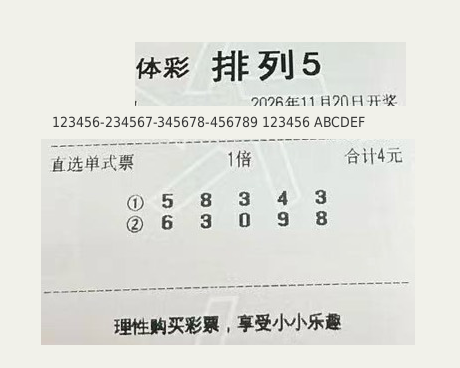 体彩 排列5
2026年11月20日开奖
123456-234567-345678-456789 123456 ABCDEF
直选单式票 1倍 合计4元
① 5 8 3 4 3
② 6 3 0 9 8
理性购买彩票，享受小小乐趣